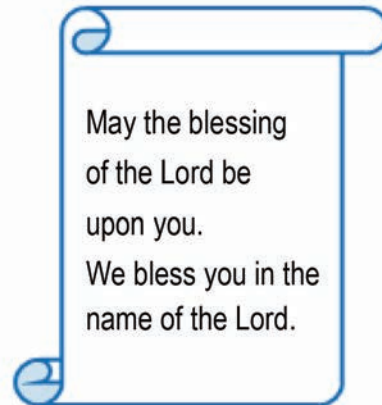 May the blessing
of the Lord be
upon you.
We bless you in the
name of the Lord.